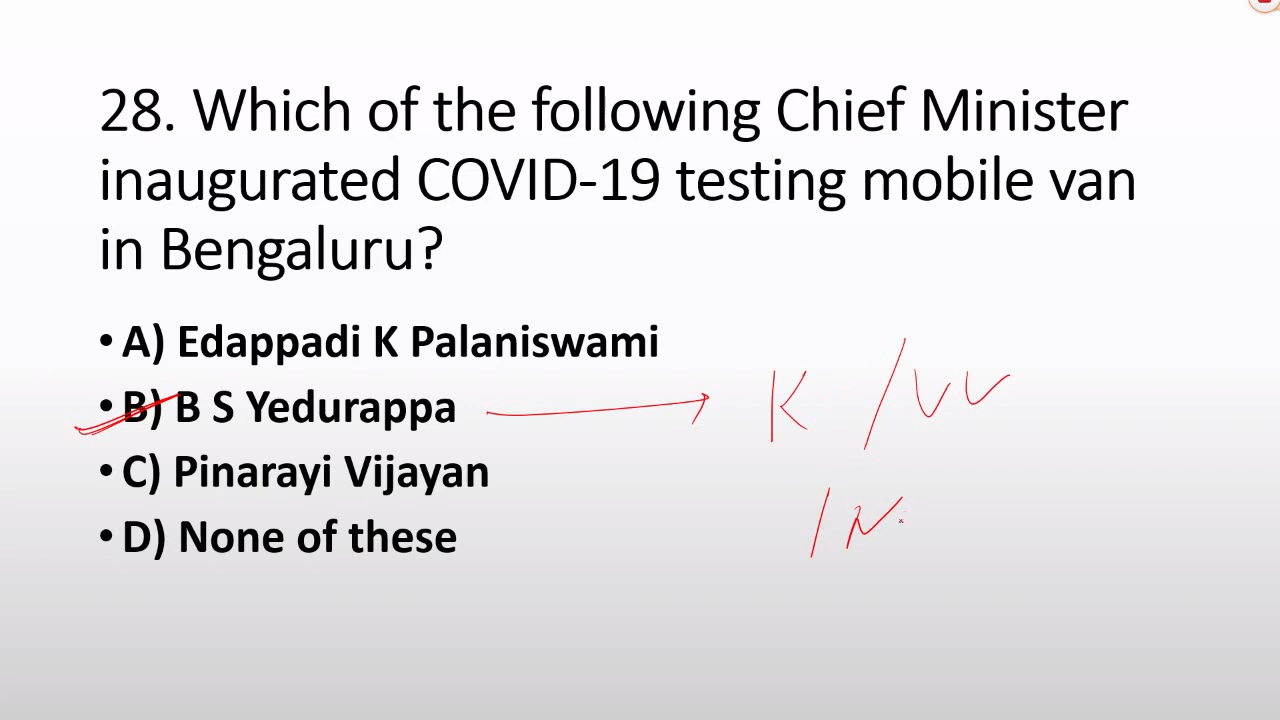 28. Which of the following Chief Minister
inaugurated COVID-19 testing mobile van
in Bengaluru?
• A) Edappadi K Palaniswami
• B) B S Yedurappa
• C) Pinarayi Vijayan
• D) None of these